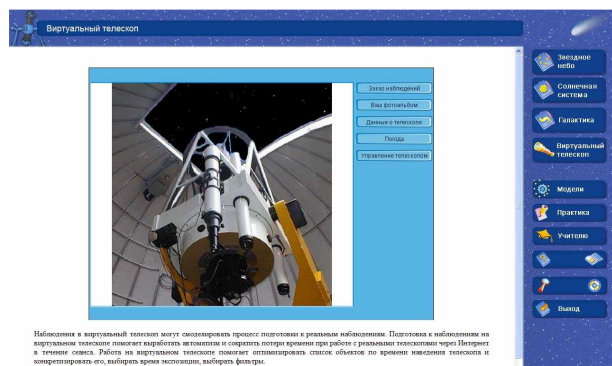 Виртуальный телескоп
Заказ наблюдений
Ваш фотоальбом
Данные о телескопе
Погода
Управление телескопом
Звездное
небо
Солнечная
система
Галактика
Виртуальный
телескоп
Модели
Практика
Учителю
Выход
Наблюдения в виртуальный телескоп могут смоделировать процесс подготовки к реальным наблюдениям. Подготовка к наблюдениям на
виртуальном телескопе помогает выработать автоматизм и сократить потери времени при работе с реальными телескопами через Интернет
в течение сеанса. Работа на виртуальном телескопе помогает оптимизировать список объектов по времени наведения телескопа и
конкретизировать его, выбирать время экспозиции, выбирать фильтры.